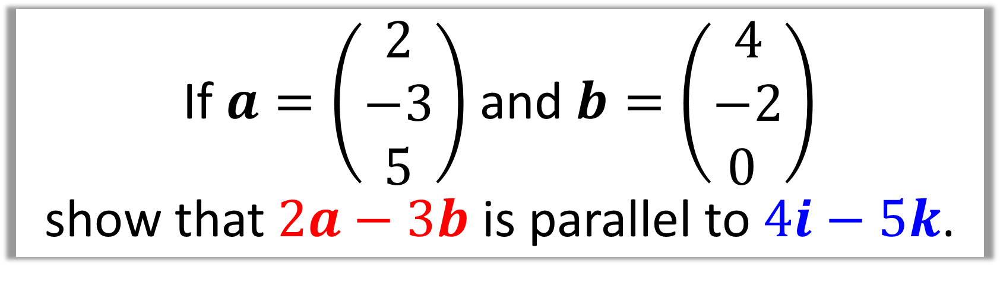 If a = (2 −3 5) and b = (4 −2 0)
show that 2a − 3b is parallel to 4i − 5k.